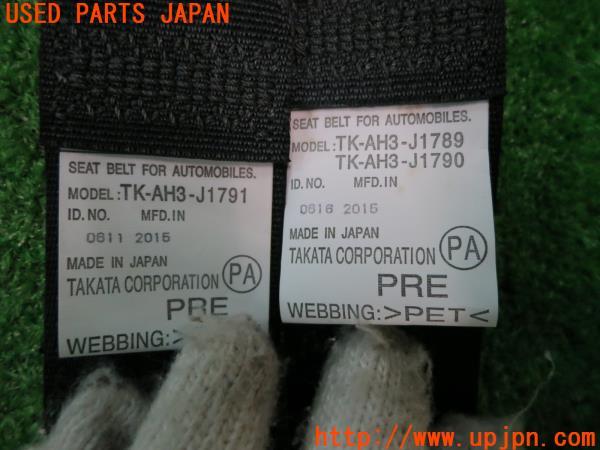 USED PARTS JAPAN
SEAT BELT FOR AUTOMOBILES.
MODEL:TK-AH3-J1791
ID.NO. MFD.IN
0611 2015
MADE IN JAPAN
TAKATA CORPORATION PA
PRE
WEBBING:>
SEAT BELT FOR AUTOMOBILES.
MODEL:TK-AH3-J1789
TK-AH3-J1790
ID.NO. MFD.IN
0616 2015
MADE IN JAPAN
TAKATA CORPORATION PA
PRE
WEBBING:>PET<
http://www.upjpn.com/